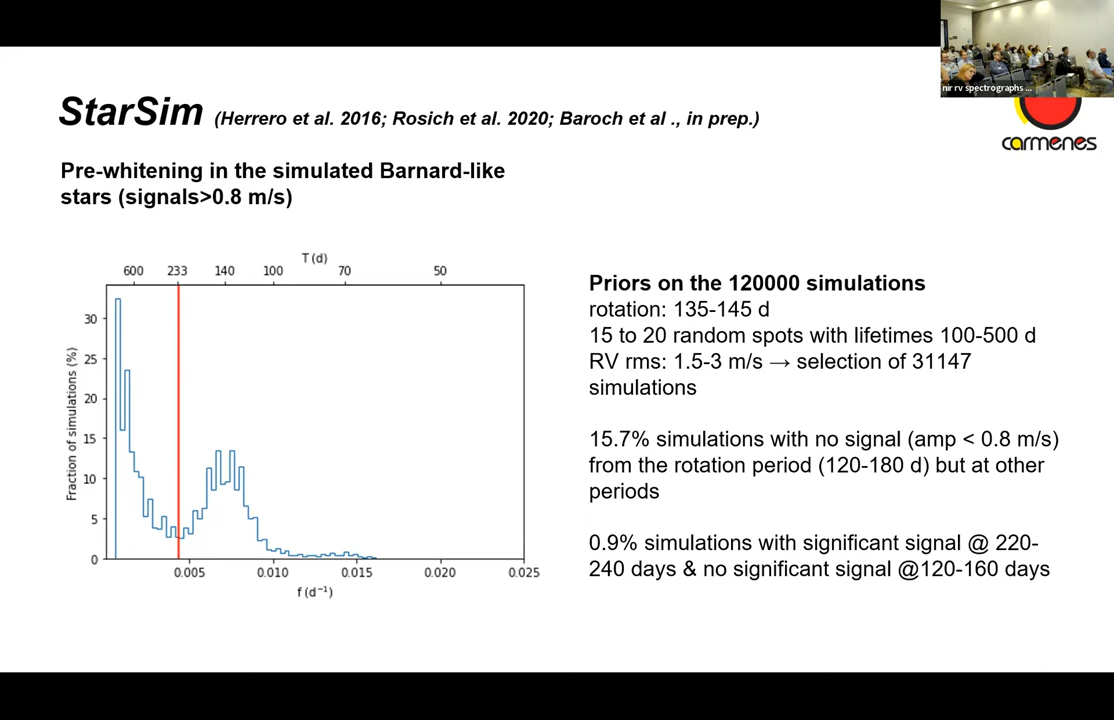 nir rv spectrographs ...
StarSim (Herrero et al. 2016; Rosich et al. 2020; Baroch et al ., in prep.)
carmenes
Pre-whitening in the simulated Barnard-like
stars (signals>0.8 m/s)
T (d)
600 233 140 100 70 50
Fraction of simulations (%)
30
25
20
15
10
5
0
0.005 0.010 0.015 0.020 0.025
f (d⁻¹)
Priors on the 120000 simulations
rotation: 135-145 d
15 to 20 random spots with lifetimes 100-500 d
RV rms: 1.5-3 m/s → selection of 31147
simulations
15.7% simulations with no signal (amp < 0.8 m/s)
from the rotation period (120-180 d) but at other
periods
0.9% simulations with significant signal @ 220-
240 days & no significant signal @120-160 days